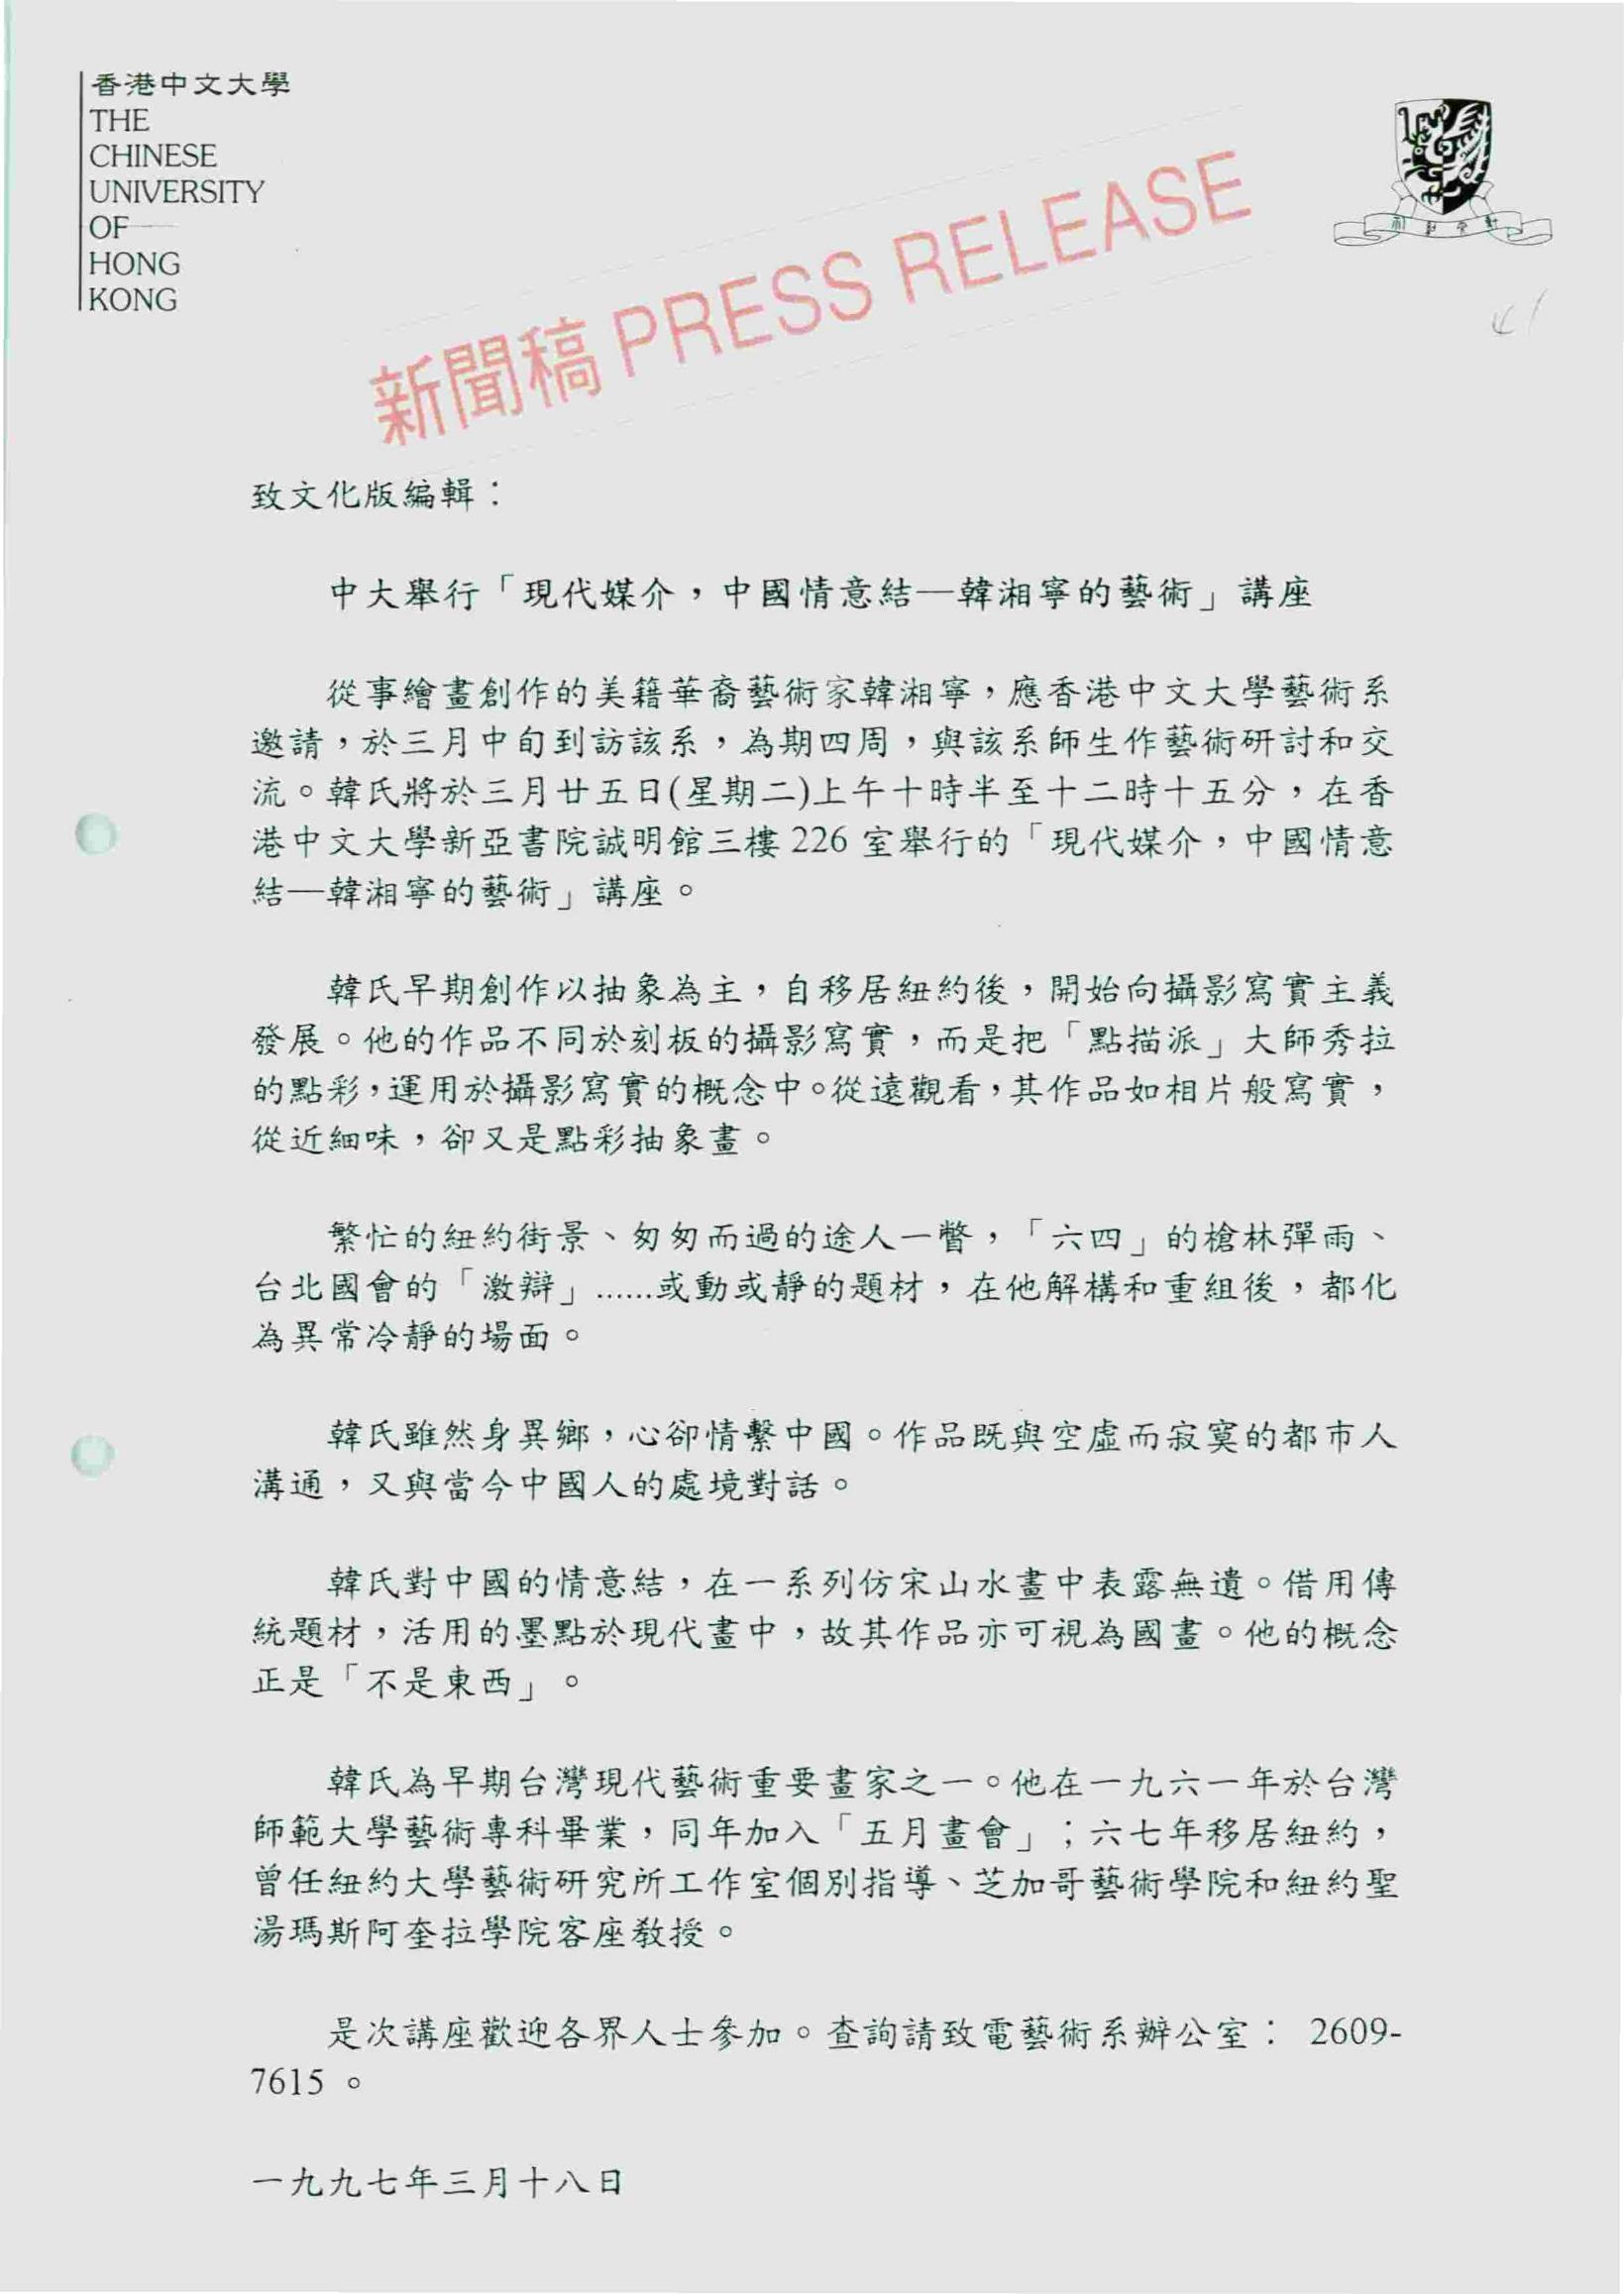 香港中文大學
THE
CHINESE
UNIVERSITY
OF
HONG
KONG
新聞稿 PRESS RELEASE
致文化版編輯：
中大舉行「現代媒介，中國情意結—韓湘寧的藝術」講座
從事繪畫創作的美籍華裔藝術家韓湘寧，應香港中文大學藝術系
邀請，於三月中旬到訪該系，為期四周，與該系師生作藝術研討和交
流。韓氏將於三月廿五日(星期二)上午十時半至十二時十五分，在香
港中文大學新亞書院誠明館三樓 226 室舉行的「現代媒介，中國情意
結—韓湘寧的藝術」講座。
韓氏早期創作以抽象為主，自移居紐約後，開始向攝影寫實主義
發展。他的作品不同於刻板的攝影寫實，而是把「點描派」大師秀拉
的點彩，運用於攝影寫實的概念中。從遠觀看，其作品如相片般寫實，
從近細味，卻又是點彩抽象畫。
繁忙的紐約街景、匆匆而過的途人一瞥，「六四」的槍林彈雨、
台北國會的「激辯」......或動或靜的題材，在他解構和重組後，都化
為異常冷靜的場面。
韓氏雖然身異鄉，心卻情繫中國。作品既與空虛而寂寞的都市人
溝通，又與當今中國人的處境對話。
韓氏對中國的情意結，在一系列仿宋山水畫中表露無遺。借用傳
統題材，活用的墨點於現代畫中，故其作品亦可視為國畫。他的概念
正是「不是東西」。
韓氏為早期台灣現代藝術重要畫家之一。他在一九六一年於台灣
師範大學藝術專科畢業，同年加入「五月畫會」；六七年移居紐約，
曾任紐約大學藝術研究所工作室個別指導、芝加哥藝術學院和紐約聖
湯瑪斯阿奎拉學院客座教授。
是次講座歡迎各界人士參加。查詢請致電藝術系辦公室： 2609-
7615 。
一九九七年三月十八日